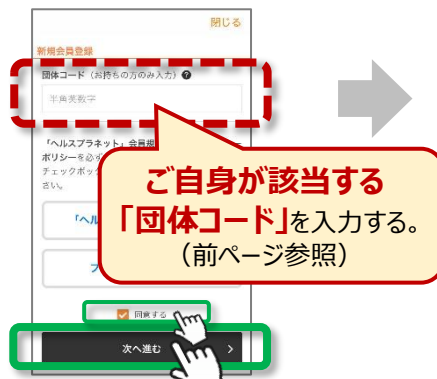 閉じる
新規会員登録
団体コード（お持ちの方のみ入力）?
半角英数字
「ヘルスプラネット」会員規
ポリシーを必ず
チェックボック
さい。
ご自身が該当する
「団体コード」を入力する。
（前ページ参照）
「ヘル
プ
同意する
次へ進む >